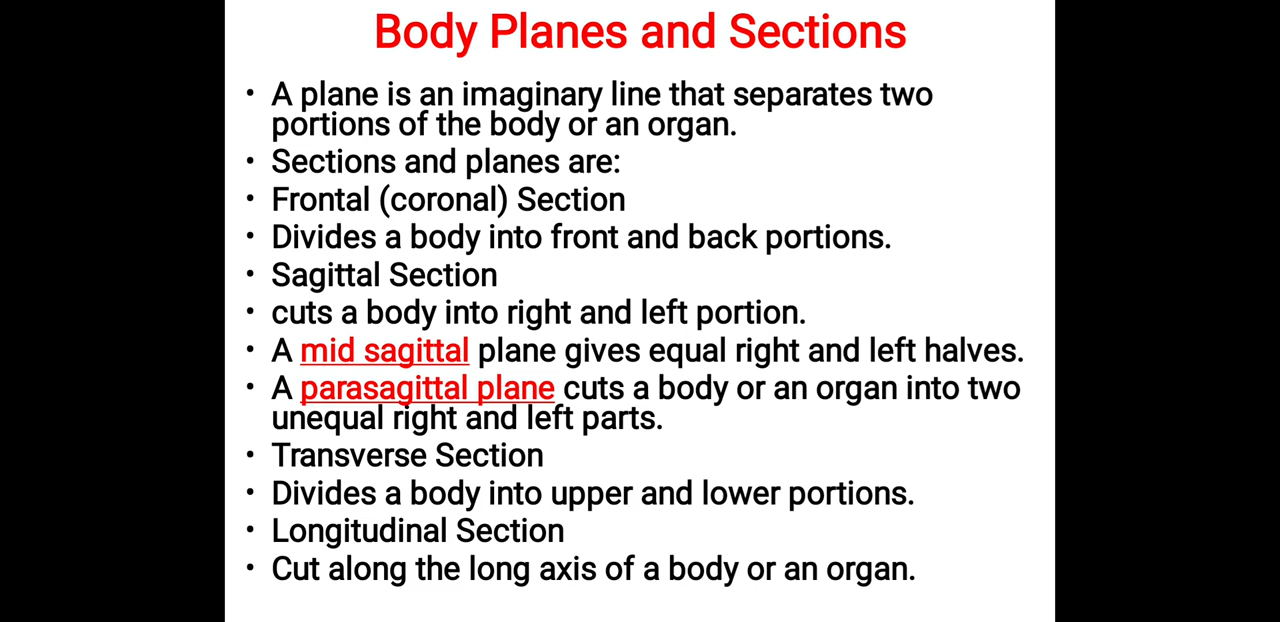 Body Planes and Sections
• A plane is an imaginary line that separates two
portions of the body or an organ.
• Sections and planes are:
• Frontal (coronal) Section
• Divides a body into front and back portions.
• Sagittal Section
• cuts a body into right and left portion.
• A mid sagittal plane gives equal right and left halves.
• A parasagittal plane cuts a body or an organ into two
unequal right and left parts.
• Transverse Section
• Divides a body into upper and lower portions.
• Longitudinal Section
• Cut along the long axis of a body or an organ.